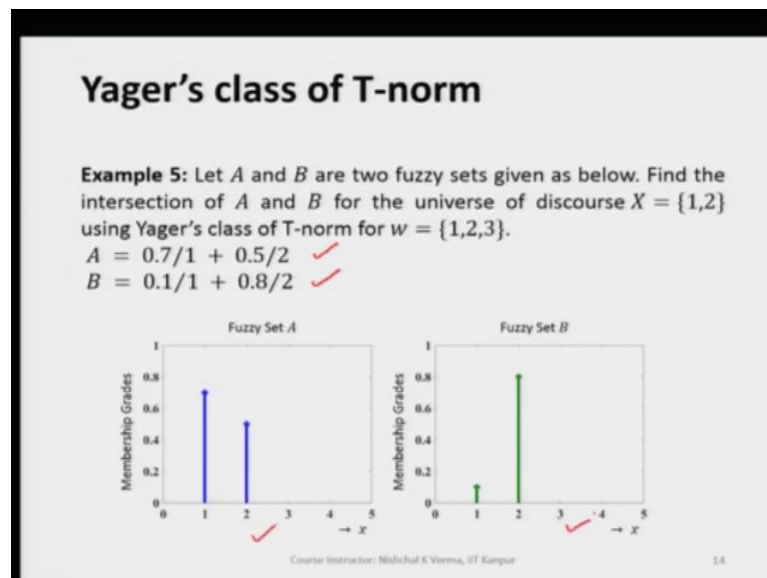 Yager's class of T-norm
Example 5: Let A and B are two fuzzy sets given as below. Find the
intersection of A and B for the universe of discourse X = {1,2}
using Yager's class of T-norm for w = {1,2,3}.
A = 0.7/1 + 0.5/2
B = 0.1/1 + 0.8/2
Fuzzy Set A
Fuzzy Set B
Membership Grades
1
0.8
0.6
0.4
0.2
0
0 1 2 3 4 5
→ x
Membership Grades
1
0.8
0.6
0.4
0.2
0
0 1 2 3 4 5
→ x
Course Instructor: Nishchal K Verma, IIT Kanpur
14